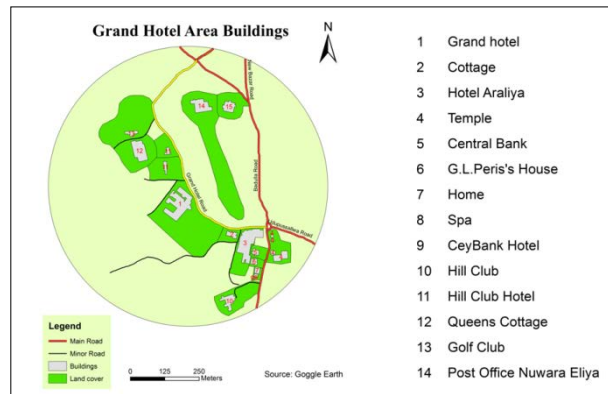 Grand Hotel Area Buildings
N
New Bazar Road
14
15
12
Grand Hotel Road
Badulla Road
3
10
Legend
Main Road
Minor Road
Buildings
Land cover
0 125 250
Meters
Source: Goggle Earth
1 Grand hotel
2 Cottage
3 Hotel Araliya
4 Temple
5 Central Bank
6 G.L.Peris's House
7 Home
8 Spa
9 CeyBank Hotel
10 Hill Club
11 Hill Club Hotel
12 Queens Cottage
13 Golf Club
14 Post Office Nuwara Eliya